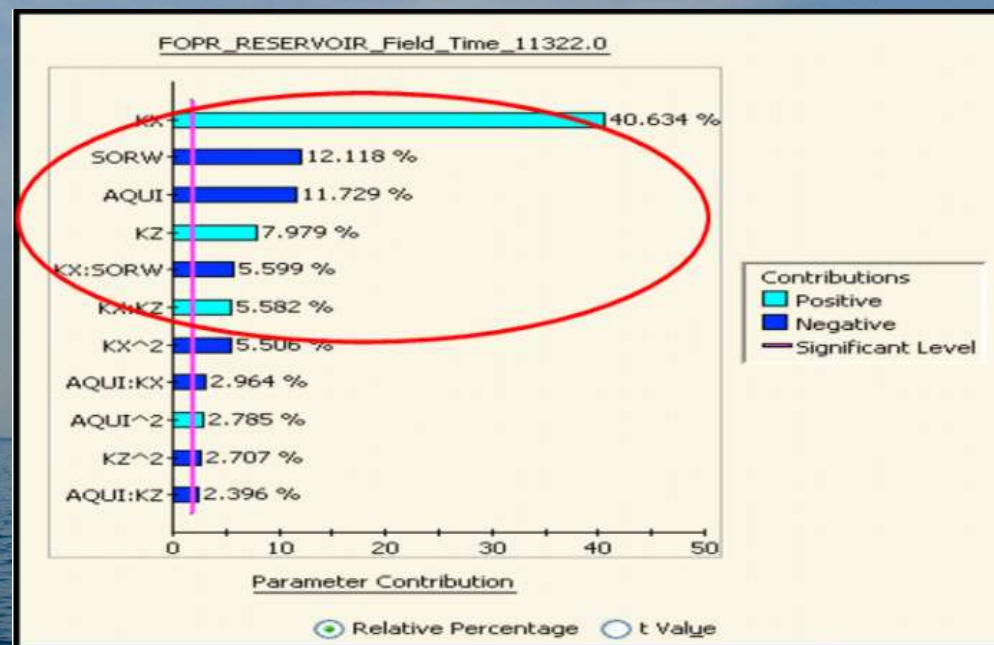 FOPR_RESERVOIR_Field_Time_11322.0
KX 40.634 %
SORW 12.118 %
AQUI 11.729 %
KZ 7.979 %
KX:SORW 5.599 %
KX:KZ 5.582 %
KX^2 5.506 %
AQUI:KX 2.964 %
AQUI^2 2.785 %
KZ^2 2.707 %
AQUI:KZ 2.396 %
0 10 20 30 40 50
Parameter Contribution
Relative Percentage t Value
Contributions
Positive
Negative
Significant Level